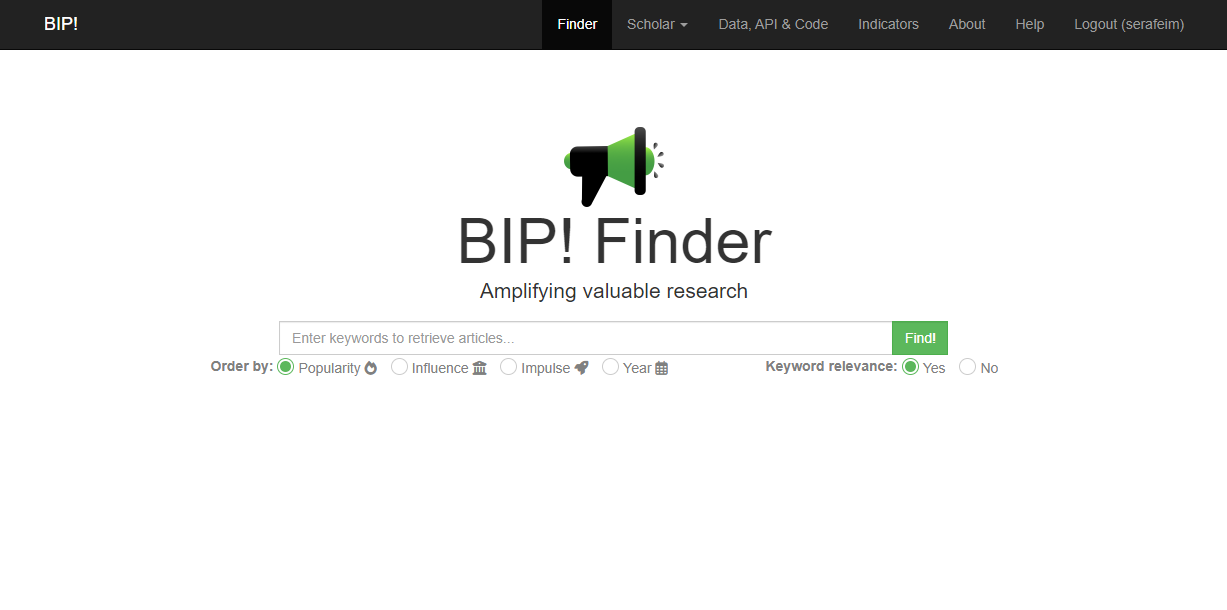 BIP! Finder Scholar Data, API & Code Indicators About Help Logout (serafeim)
BIP! Finder
Amplifying valuable research
Enter keywords to retrieve articles... Find!
Order by: Popularity Influence Impulse Year Keyword relevance: Yes No